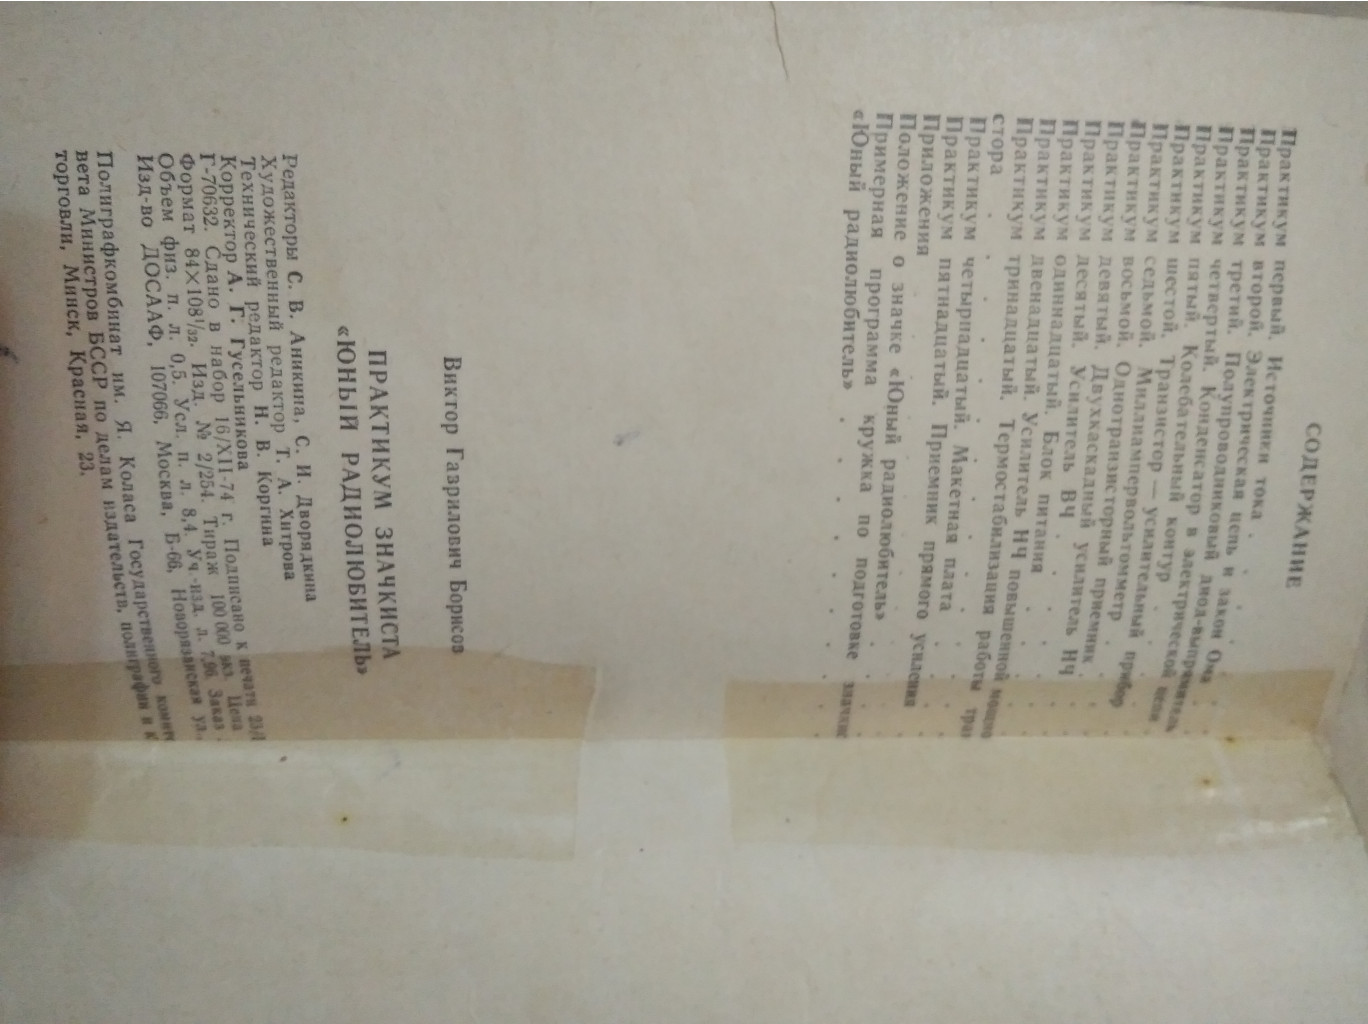 СОДЕРЖАНИЕ
Практикум первый. Источники тока
Практикум второй. Электрическая цепь и закон Ома
Практикум третий. Полупроводниковый диод-выпрямитель
Практикум четвертый. Конденсатор в электрической цепи
Практикум пятый. Колебательный контур
Практикум шестой. Транзистор — усилительный прибор
Практикум седьмой. Миллиампервольтомметр
Практикум восьмой. Однотранзисторный приемник
Практикум девятый. Двухкаскадный усилитель НЧ
Практикум десятый. Усилитель ВЧ
Практикум одиннадцатый. Блок питания
Практикум двенадцатый. Усилитель НЧ повышенной мощно
Практикум тринадцатый. Термостабилизация работы тран
стора
Практикум четырнадцатый. Макетная плата
Практикум пятнадцатый. Приемник прямого усиления
Приложения
Положение о значке «Юный радиолюбитель»
Примерная программа кружка по подготовке значкис
«Юный радиолюбитель»
Виктор Гаврилович Борисов
ПРАКТИКУМ ЗНАЧКИСТА
«ЮНЫЙ РАДИОЛЮБИТЕЛЬ»
Редакторы С. В. Аникина, С. И. Дворядкина
Художественный редактор Т. А. Хитрова
Технический редактор Н. В. Коргина
Корректор А. Г. Гусельникова
Г-70632. Сдано в набор 16/XII-74 г. Подписано к печати
Формат 84×108¹/₃₂. Изд. № 2/254. Тираж 100 000 экз. Цена
Объем физ. п. л. 0,5. Усл. п. л. 8,4. Уч.-изд. л. 7,96. Заказ
Изд-во ДОСААФ, 107066, Москва, Б-66, Новорязанская ул.,
Полиграфкомбинат им. Я. Коласа Государственного комите
вета Министров БССР по делам издательств, полиграфии и к
торговли, Минск, Красная, 23.